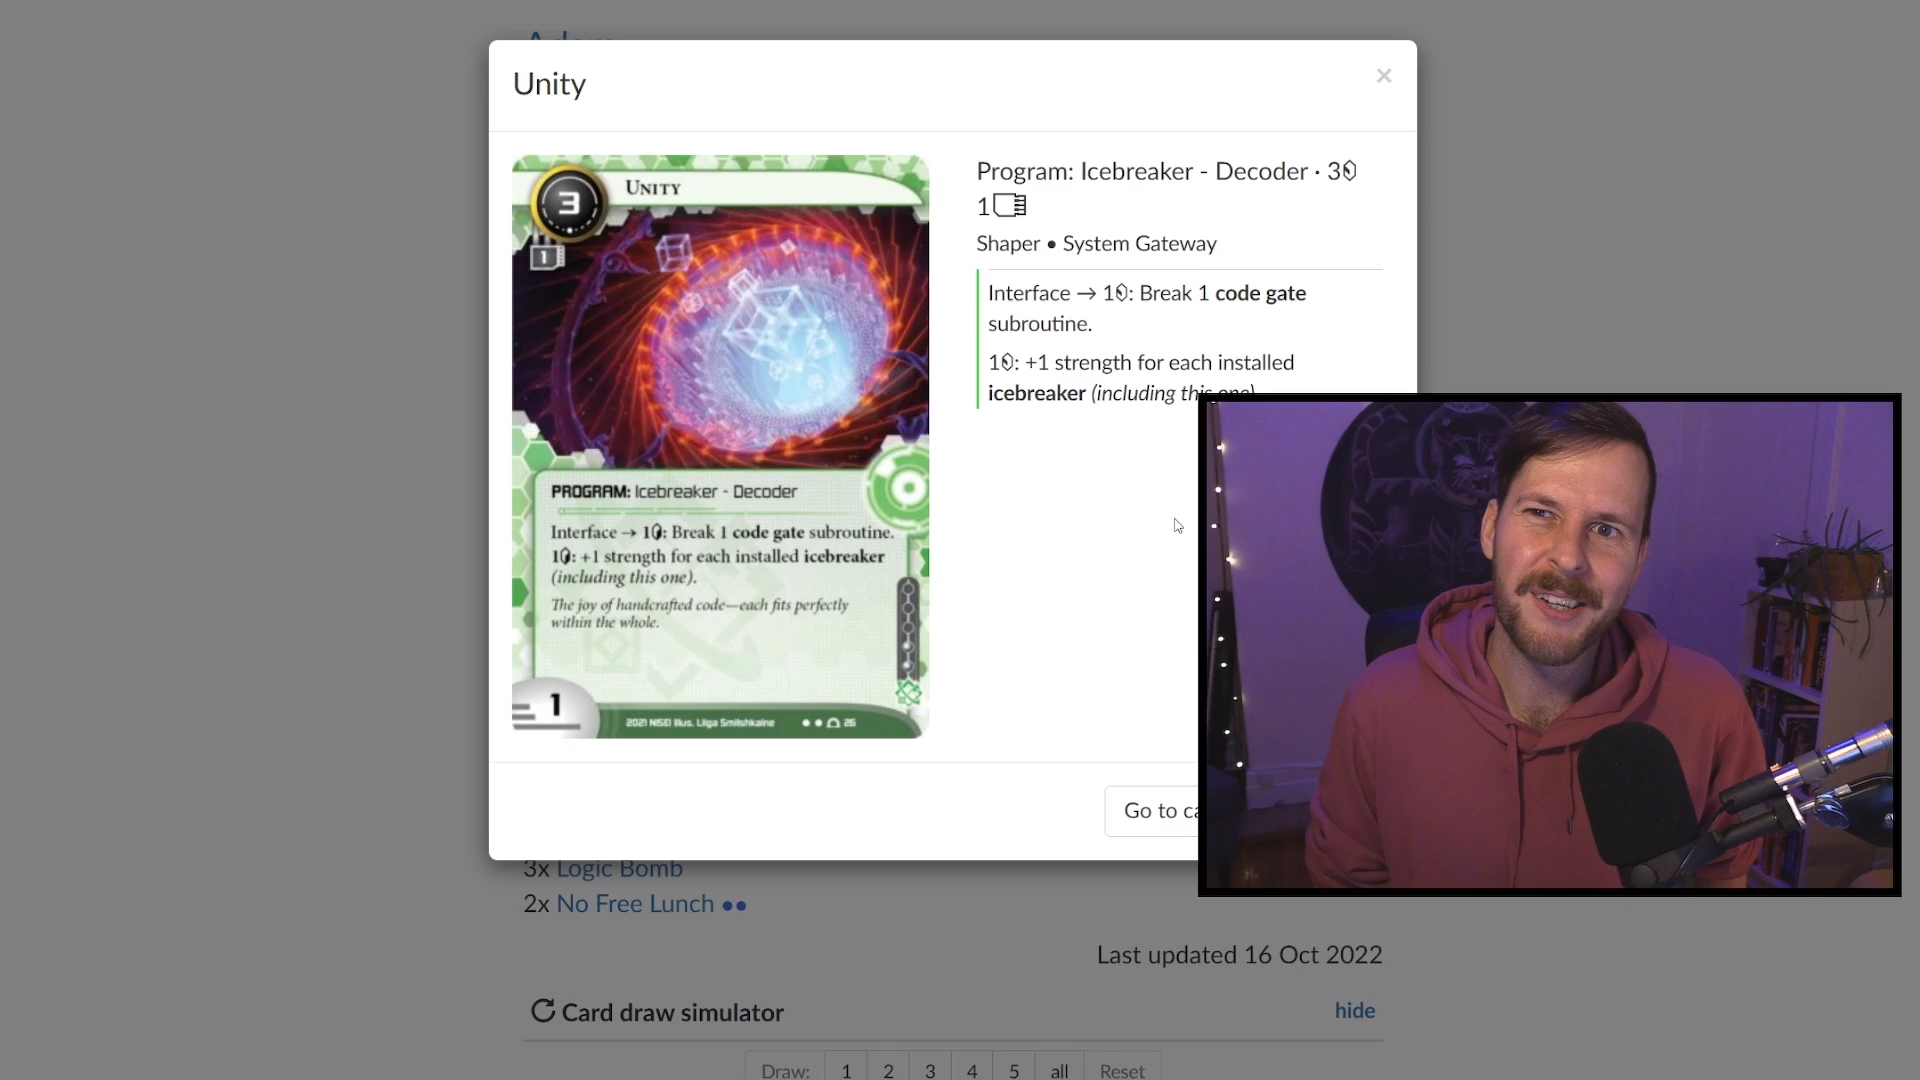 Unity
×
3
UNITY
1
PROGRAM: Icebreaker - Decoder
Interface → 1: Break 1 code gate subroutine.
1: +1 strength for each installed icebreaker
(including this one).
The joy of handcrafted code—each fits perfectly
within the whole.
1
2021 NISEI Illus. Liiga Smilshkalne
26
Program: Icebreaker - Decoder · 3
1
Shaper • System Gateway
Interface → 1: Break 1 code gate
subroutine.
1: +1 strength for each installed
icebreaker (including this one)
Go to ca
3x Logic Bomb
2x No Free Lunch ●●
Last updated 16 Oct 2022
Card draw simulator
hide
Draw: 1 2 3 4 5 all Reset